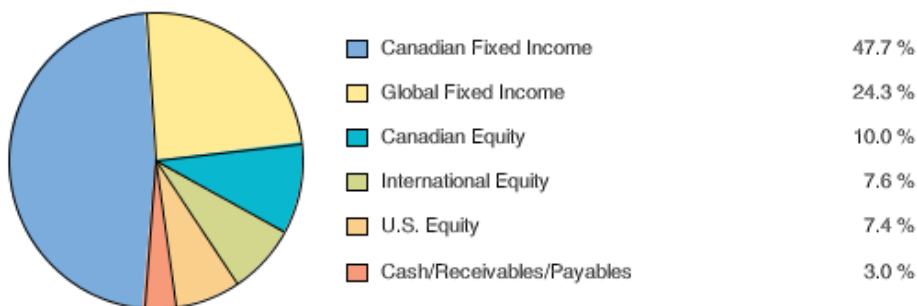 Canadian Fixed Income 47.7 %
Global Fixed Income 24.3 %
Canadian Equity 10.0 %
International Equity 7.6 %
U.S. Equity 7.4 %
Cash/Receivables/Payables 3.0 %